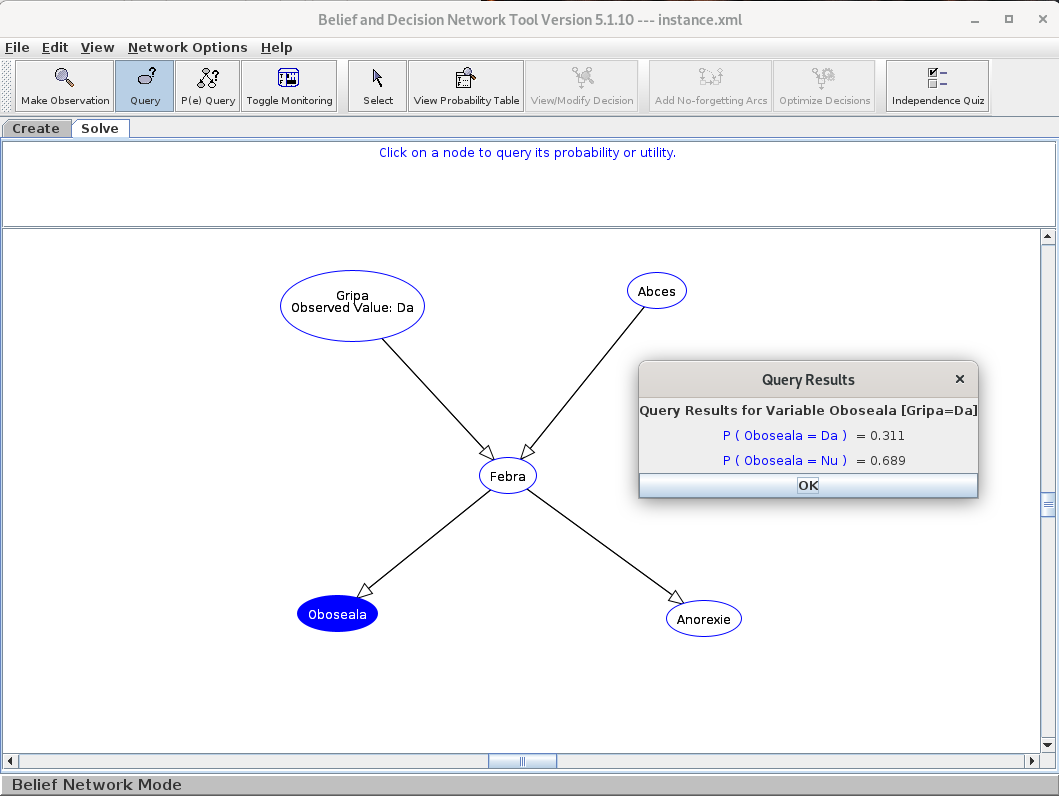 Belief and Decision Network Tool Version 5.1.10 --- instance.xml
File Edit View Network Options Help
Make Observation Query P(e) Query Toggle Monitoring Select View Probability Table View/Modify Decision Add No-forgetting Arcs Optimize Decisions Independence Quiz
Create Solve
Click on a node to query its probability or utility.
Gripa
Observed Value: Da
Abces
Query Results
Query Results for Variable Oboseala [Gripa=Da]
P ( Oboseala = Da ) = 0.311
P ( Oboseala = Nu ) = 0.689
OK
Febra
Oboseala
Anorexie
Belief Network Mode